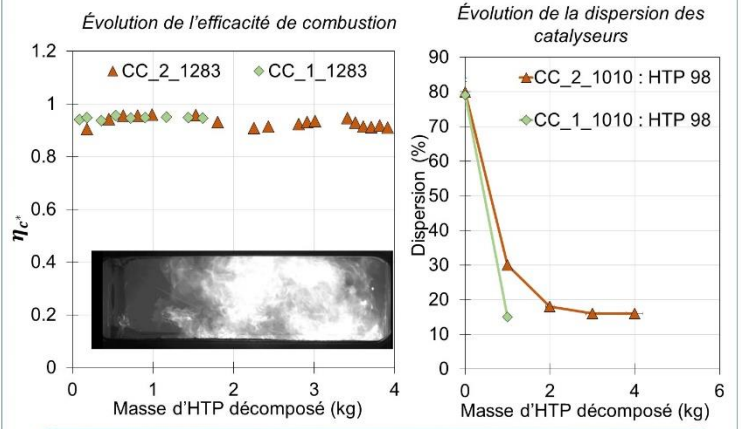 Évolution de l’efficacité de combustion
1.2
1
0.8
0.6
0.4
0.2
0
CC_2_1283
CC_1_1283
ηc*
0 1 2 3 4
Masse d’HTP décomposé (kg)
Évolution de la dispersion des
catalyseurs
90
80
70
60
50
40
30
20
10
0
CC_2_1010 : HTP 98
CC_1_1010 : HTP 98
Dispersion (%)
0 2 4 6
Masse d’HTP décomposé (kg)